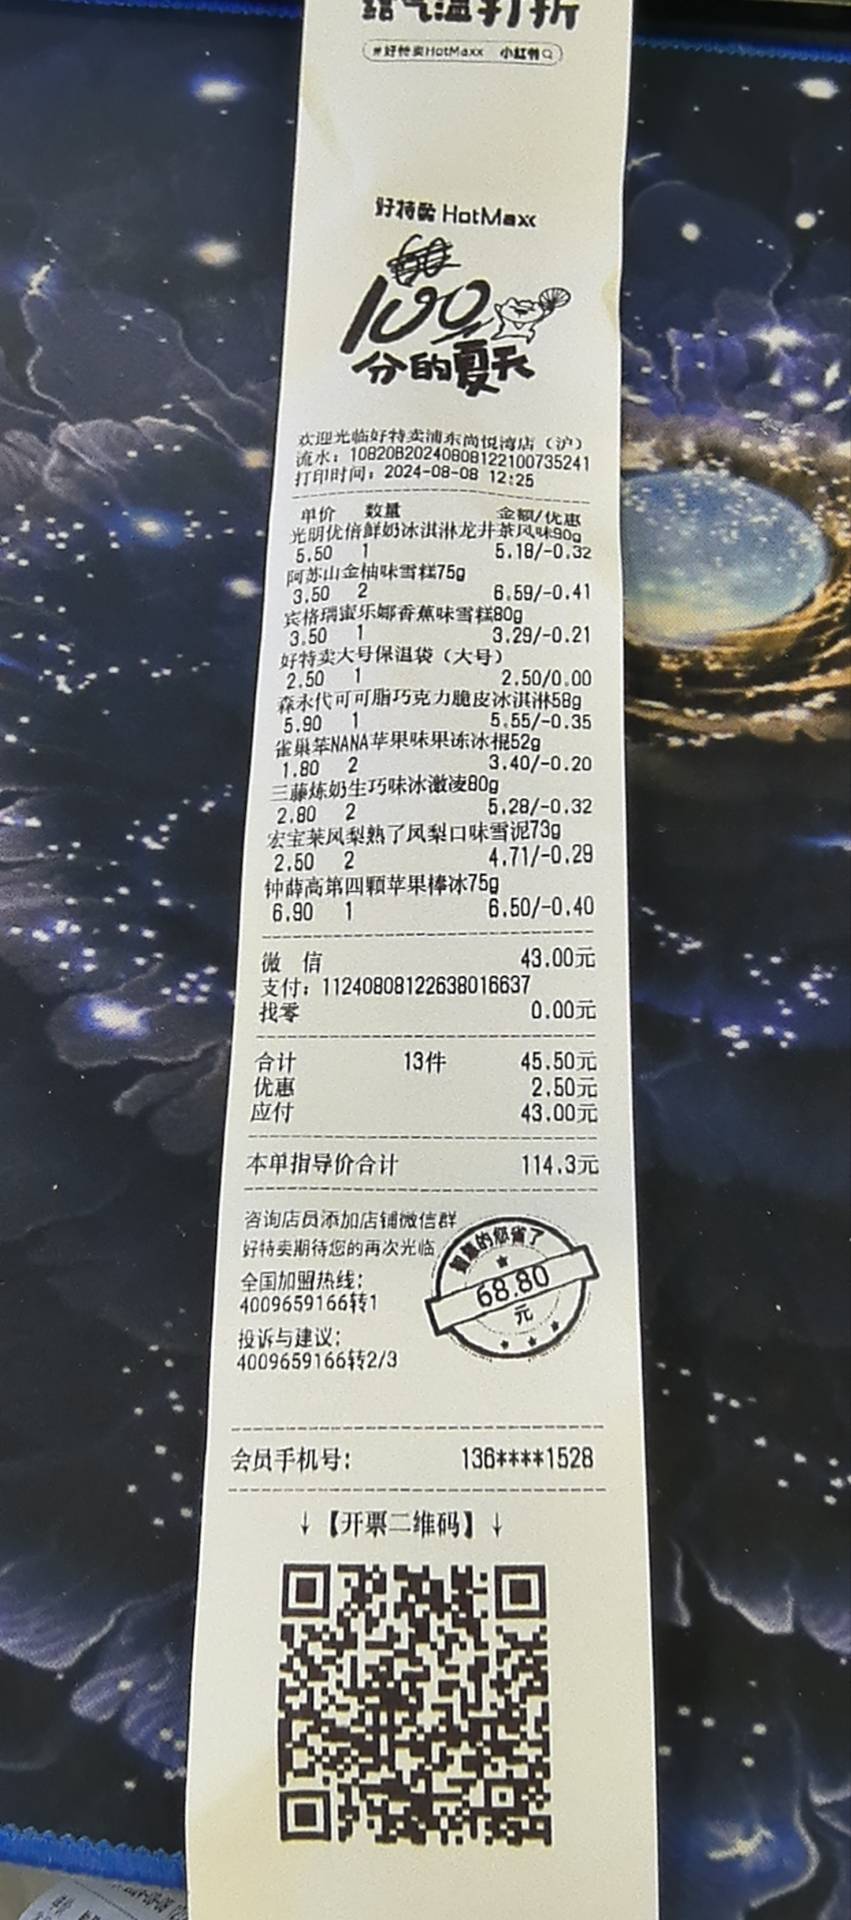 给气温打折
#好特卖HotMaxx 小红书
好特卖 HotMaxx
60
100
分的夏天
欢迎光临好特卖浦东尚悦湾店（沪）
流水：10820820240808122100735241
打印时间：2024-08-08 12:25
单价 数量 金额/优惠
光明优倍鲜奶冰淇淋龙井茶风味90g
5.50 1 5.18/-0.32
阿苏山金柚味雪糕75g
3.50 2 6.59/-0.41
宾格瑞蜜乐娜香蕉味雪糕80g
3.50 1 3.29/-0.21
好特卖大号保温袋（大号）
2.50 1 2.50/0.00
森永代可可脂巧克力脆皮冰淇淋58g
5.90 1 5.55/-0.35
雀巢笨NANA苹果味果冻冰棍52g
1.80 2 3.40/-0.20
三藤炼奶生巧味冰激凌80g
2.80 2 5.28/-0.32
宏宝莱凤梨熟了凤梨口味雪泥73g
2.50 2 4.71/-0.29
钟薛高第四颗苹果棒冰75g
6.90 1 6.50/-0.40
微 信 43.00元
支付：11240808122638016637
找零 0.00元
合计 13件 45.50元
优惠 2.50元
应付 43.00元
本单指导价合计 114.3元
咨询店员添加店铺微信群
好特卖期待您的再次光临
全国加盟热线：
4009659166转1
投诉与建议：
4009659166转2/3
的您省了
68.80
元
会员手机号： 136****1528
↓【开票二维码】↓